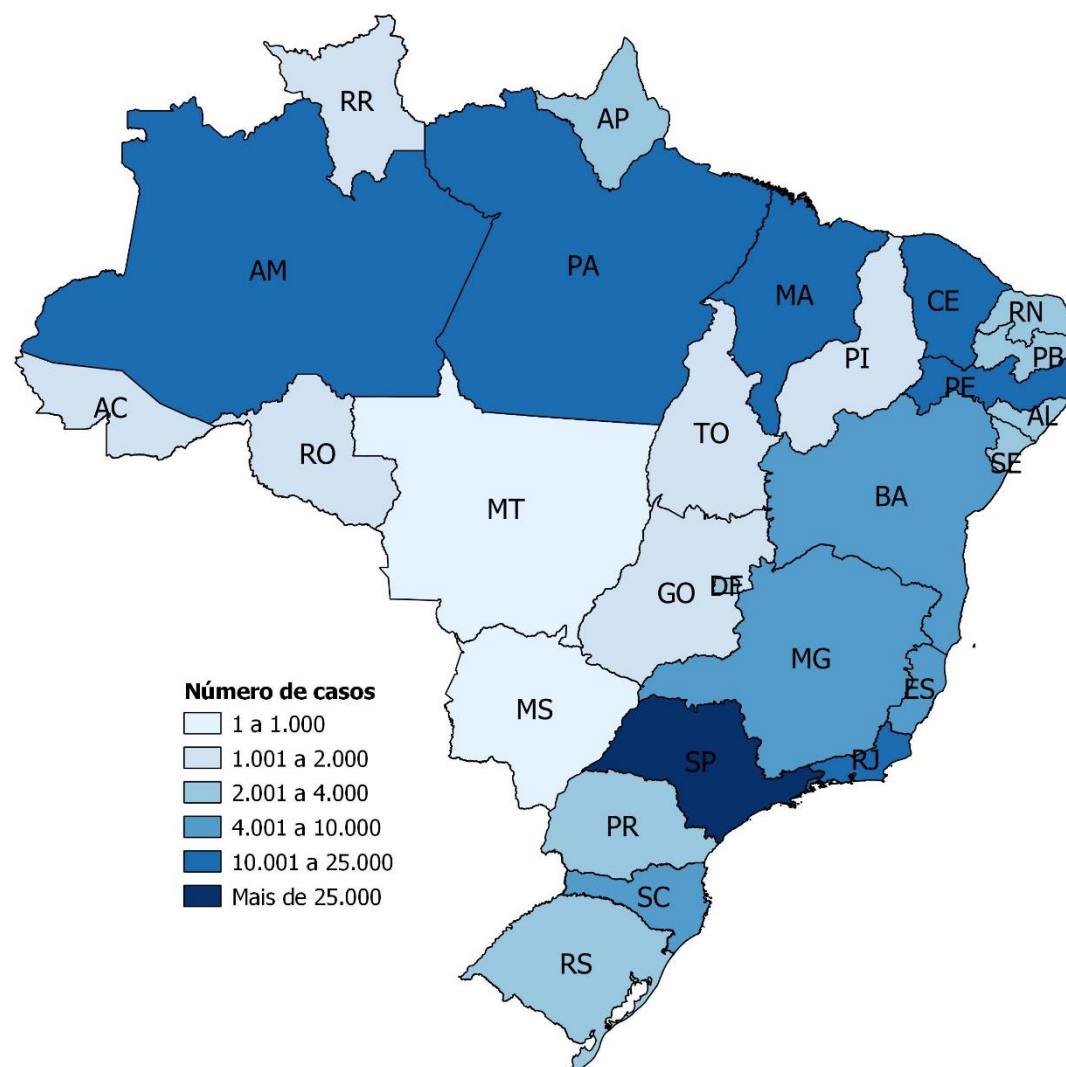 RR
AP
AM
PA
MA
CE
RN
PB
PI
PE
AL
SE
AC
RO
TO
BA
MT
GO
DF
MG
MS
ES
SP
RJ
PR
SC
RS
Número de casos
1 a 1.000
1.001 a 2.000
2.001 a 4.000
4.001 a 10.000
10.001 a 25.000
Mais de 25.000